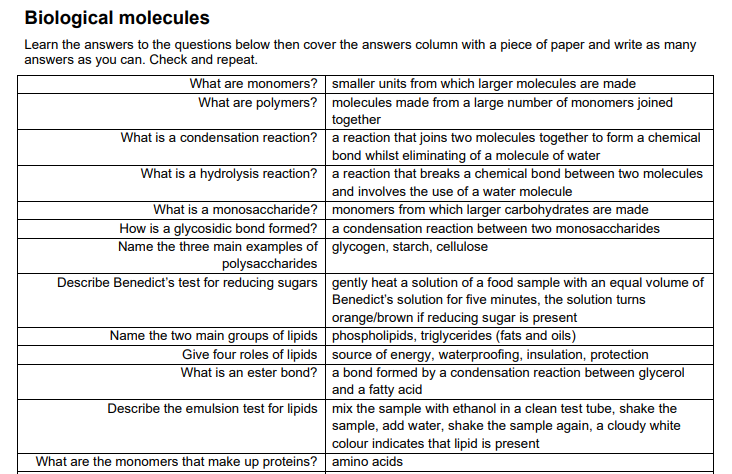 Biological molecules
Learn the answers to the questions below then cover the answers column with a piece of paper and write as many
answers as you can. Check and repeat.
What are monomers? smaller units from which larger molecules are made
What are polymers? molecules made from a large number of monomers joined
together
What is a condensation reaction? a reaction that joins two molecules together to form a chemical
bond whilst eliminating of a molecule of water
What is a hydrolysis reaction? a reaction that breaks a chemical bond between two molecules
and involves the use of a water molecule
What is a monosaccharide? monomers from which larger carbohydrates are made
How is a glycosidic bond formed? a condensation reaction between two monosaccharides
Name the three main examples of
polysaccharides
glycogen, starch, cellulose
Describe Benedict's test for reducing sugars gently heat a solution of a food sample with an equal volume of
Benedict's solution for five minutes, the solution turns
orange/brown if reducing sugar is present
Name the two main groups of lipids phospholipids, triglycerides (fats and oils)
Give four roles of lipids source of energy, waterproofing, insulation, protection
What is an ester bond? a bond formed by a condensation reaction between glycerol
and a fatty acid
Describe the emulsion test for lipids mix the sample with ethanol in a clean test tube, shake the
sample, add water, shake the sample again, a cloudy white
colour indicates that lipid is present
What are the monomers that make up proteins? amino acids